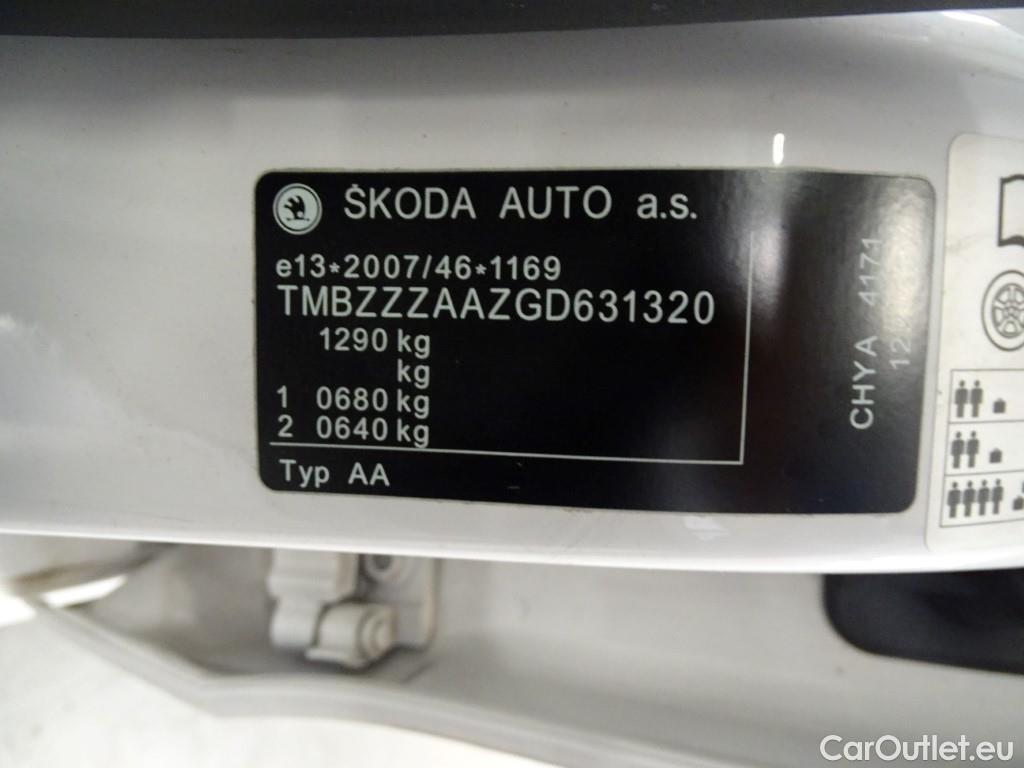 ŠKODA AUTO a.s.
e13*2007/46*1169
TMBZZZAAZGD631320
1290 kg
kg
1 0680 kg
2 0640 kg
Typ AA
CHYA 4171
CarOutlet.eu